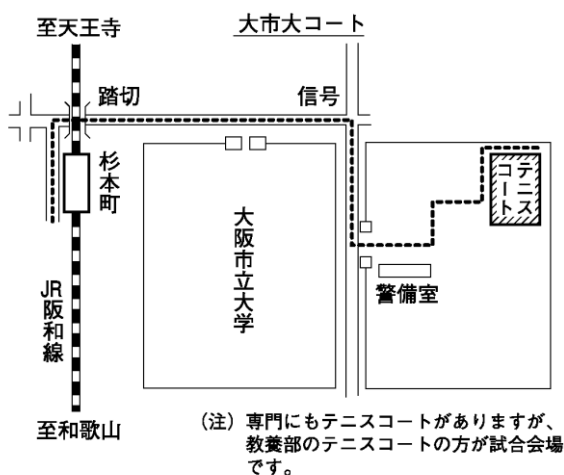 至天王寺
大市大コート
踏切
信号
杉本町
テニス
コート
大阪市立大学
警備室
JR阪和線
至和歌山
(注) 専門にもテニスコートがありますが、
教養部のテニスコートの方が試合会場
です。